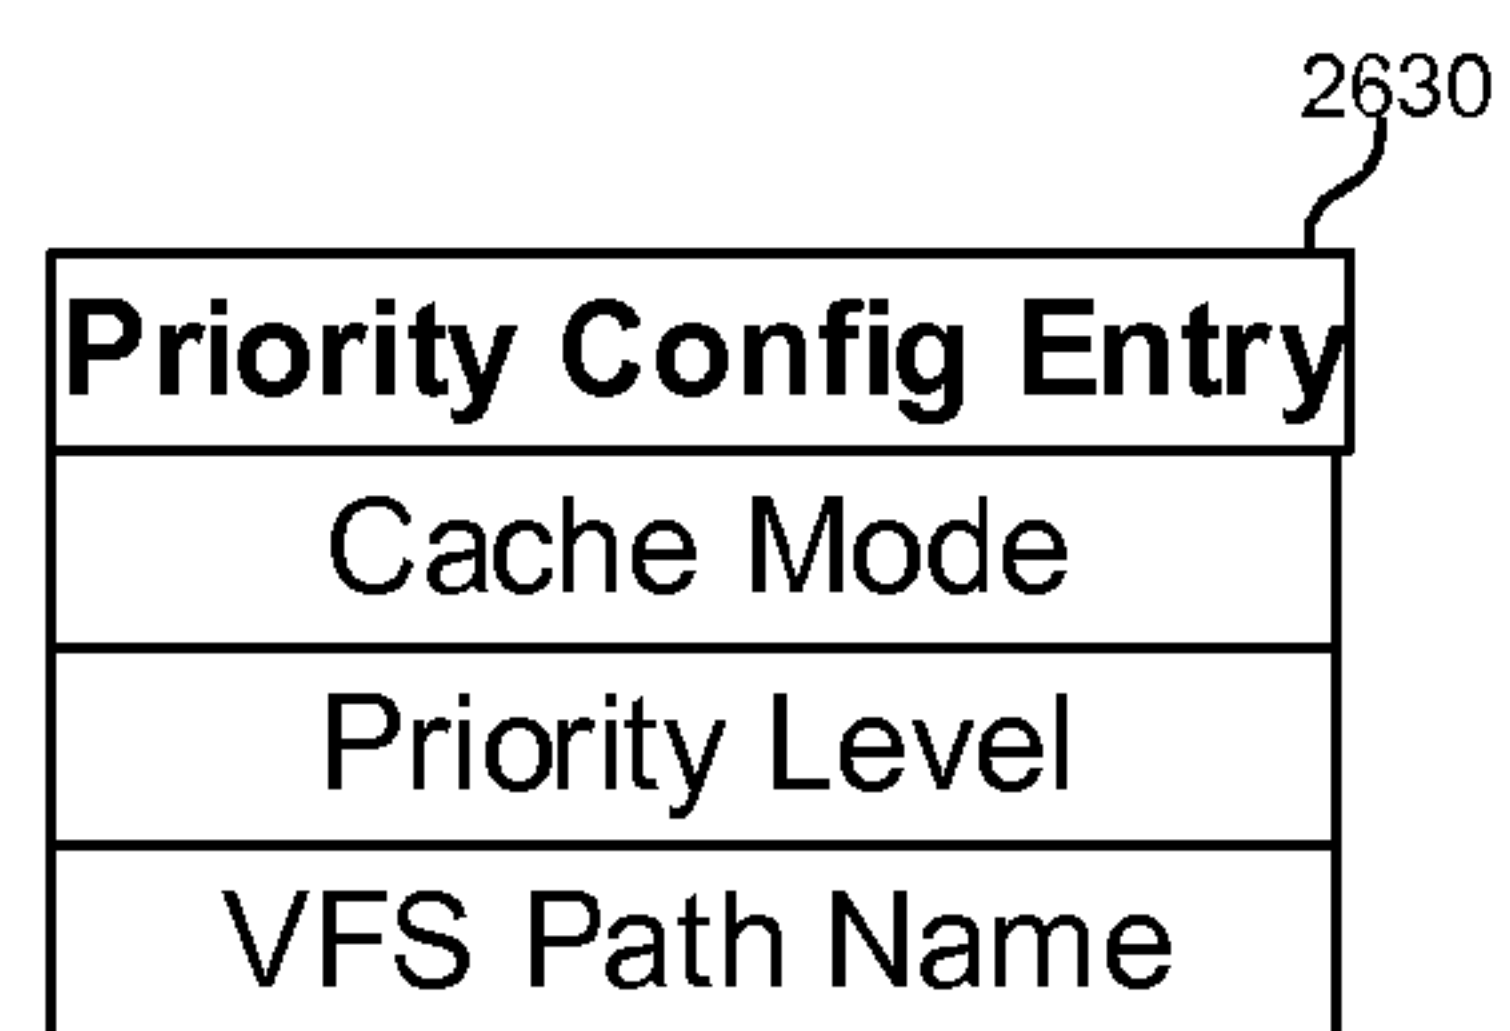 2630
Priority Config Entry
Cache Mode
Priority Level
VFS Path Name